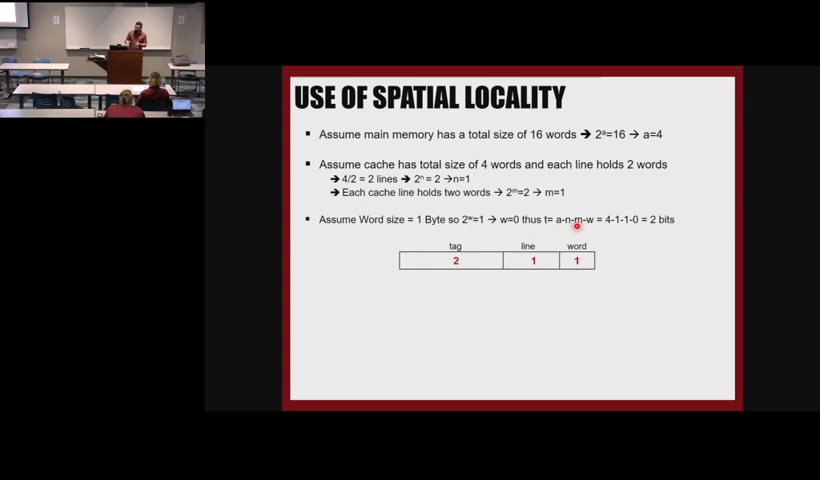 USE OF SPATIAL LOCALITY
▪ Assume main memory has a total size of 16 words ➔ 2ᵃ=16 → a=4
▪ Assume cache has total size of 4 words and each line holds 2 words
➔ 4/2 = 2 lines ➔ 2ⁿ = 2 →n=1
➔ Each cache line holds two words → 2ᵐ=2 → m=1
▪ Assume Word size = 1 Byte so 2ʷ=1 → w=0 thus t= a-n-m-w = 4-1-1-0 = 2 bits
tag line word
2 1 1